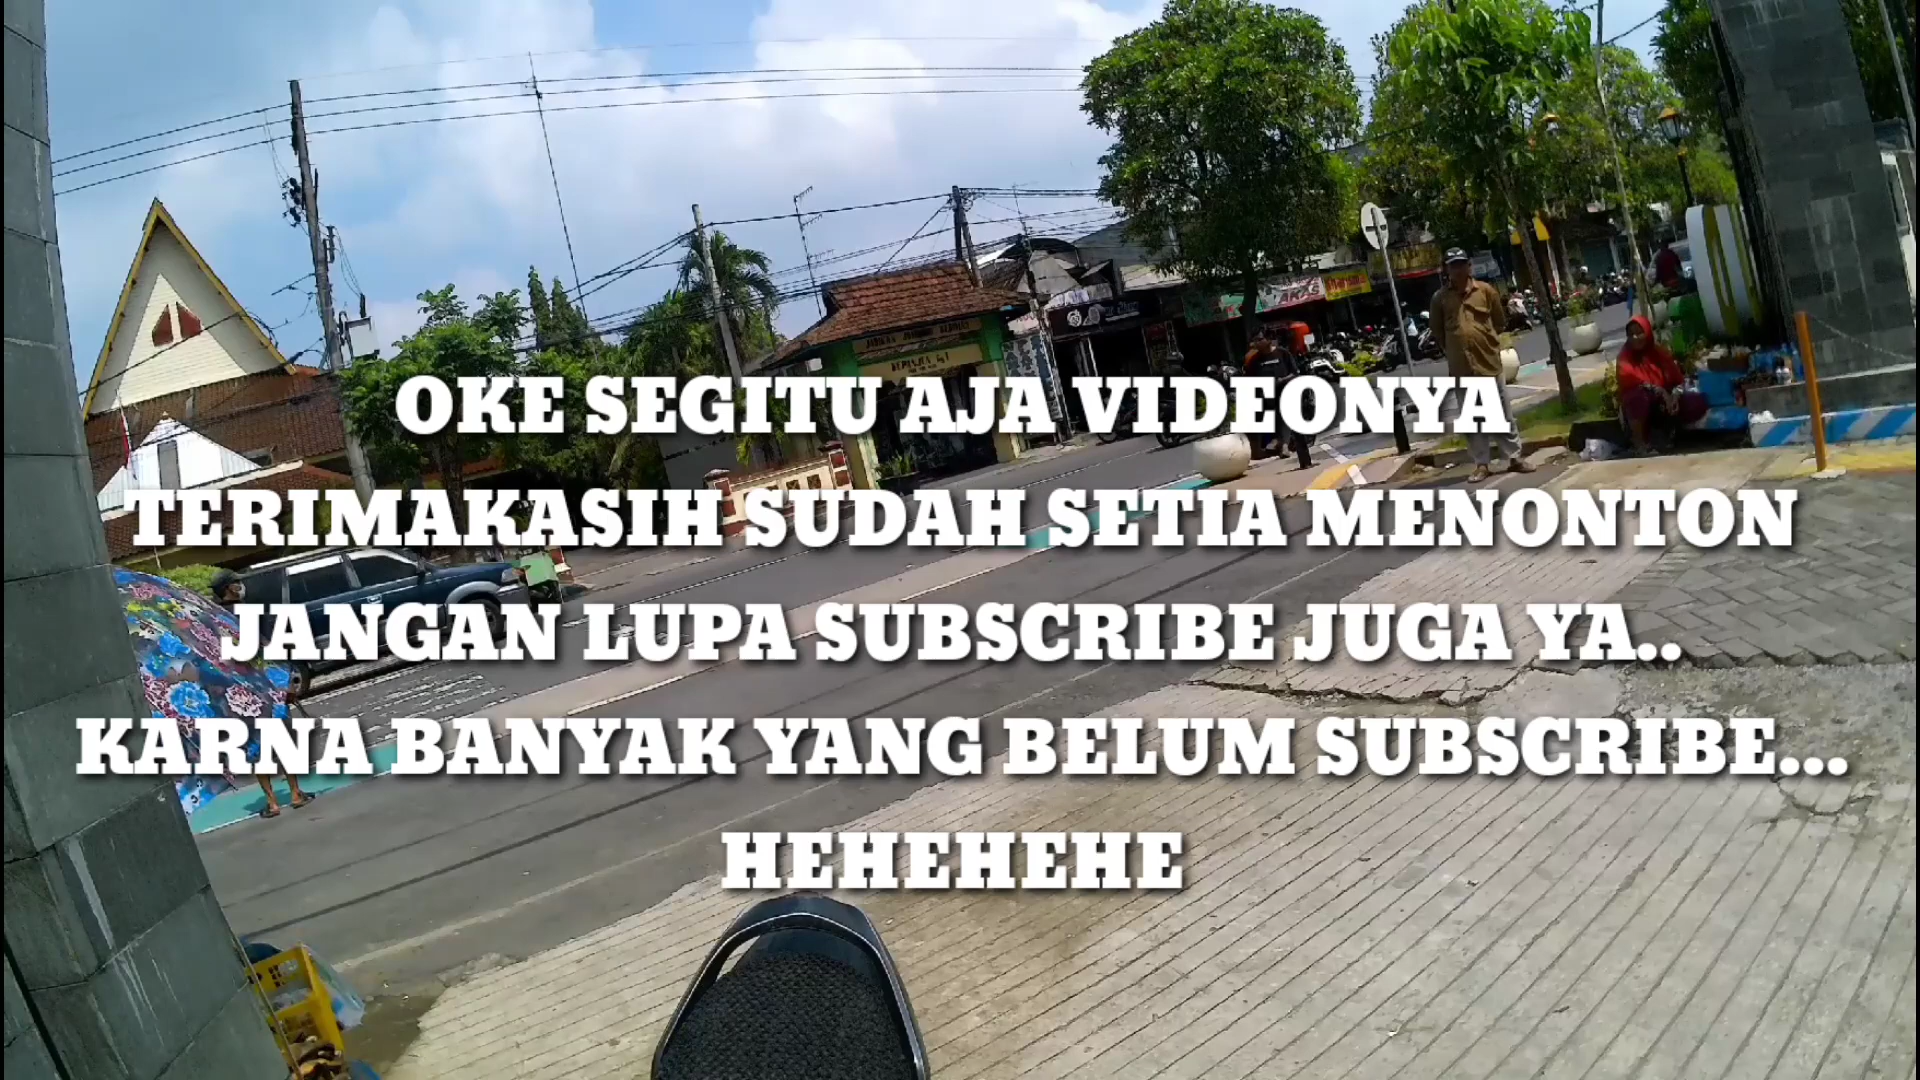 OKE SEGITU AJA VIDEONYA
TERIMAKASIH SUDAH SETIA MENONTON
JANGAN LUPA SUBSCRIBE JUGA YA..
KARNA BANYAK YANG BELUM SUBSCRIBE...
HEHEHEHE